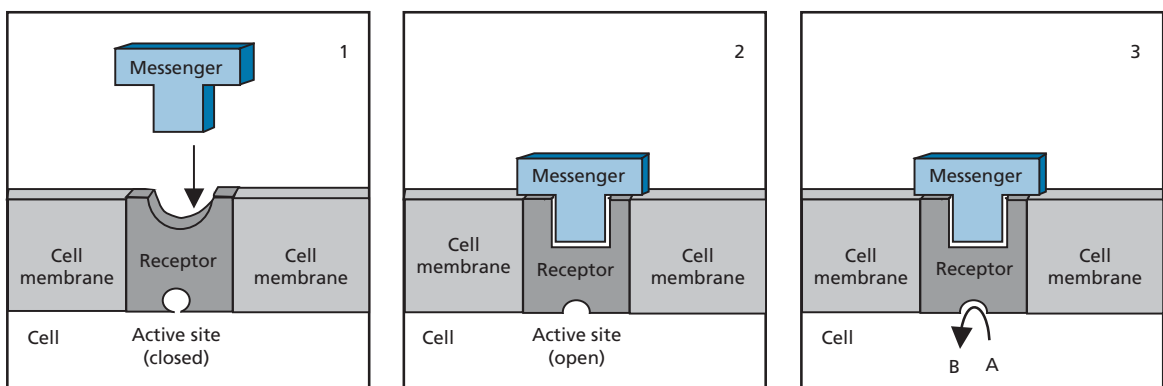 1
Messenger
Cell
membrane
Receptor
Cell
membrane
Cell
Active site
(closed)
2
Messenger
Cell
membrane
Receptor
Cell
membrane
Cell
Active site
(open)
3
Messenger
Cell
membrane
Receptor
Cell
membrane
Cell
B A